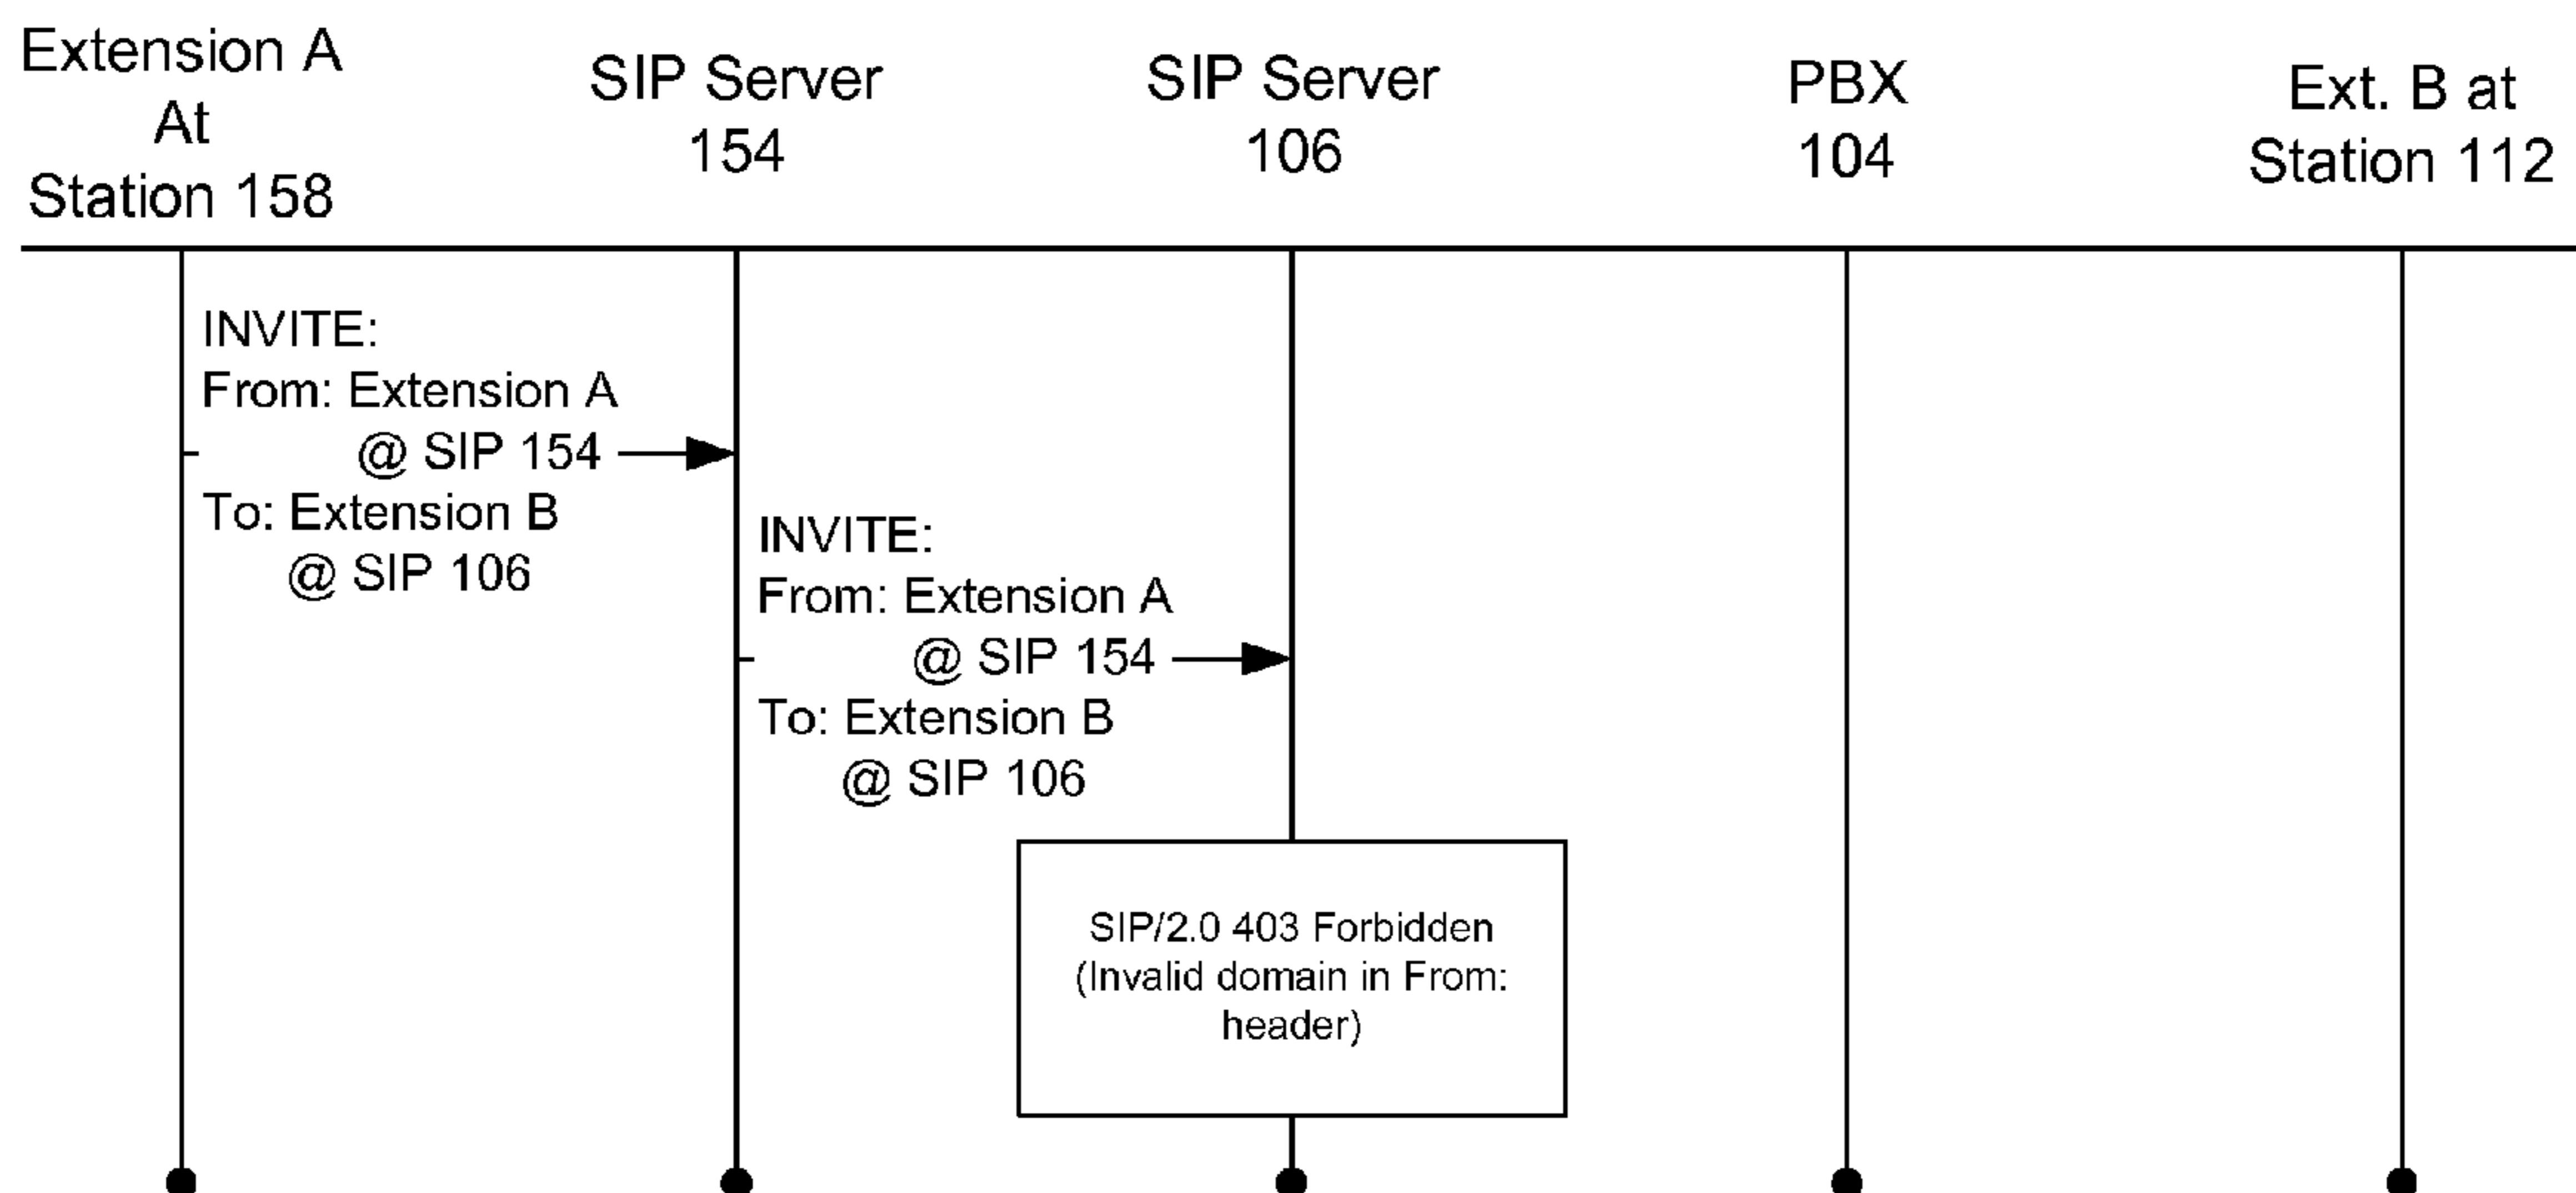 Extension A
At
Station 158
SIP Server
154
SIP Server
106
PBX
104
Ext. B at
Station 112
INVITE:
From: Extension A
@ SIP 154
To: Extension B
@ SIP 106
INVITE:
From: Extension A
@ SIP 154
To: Extension B
@ SIP 106
SIP/2.0 403 Forbidden
(Invalid domain in From:
header)